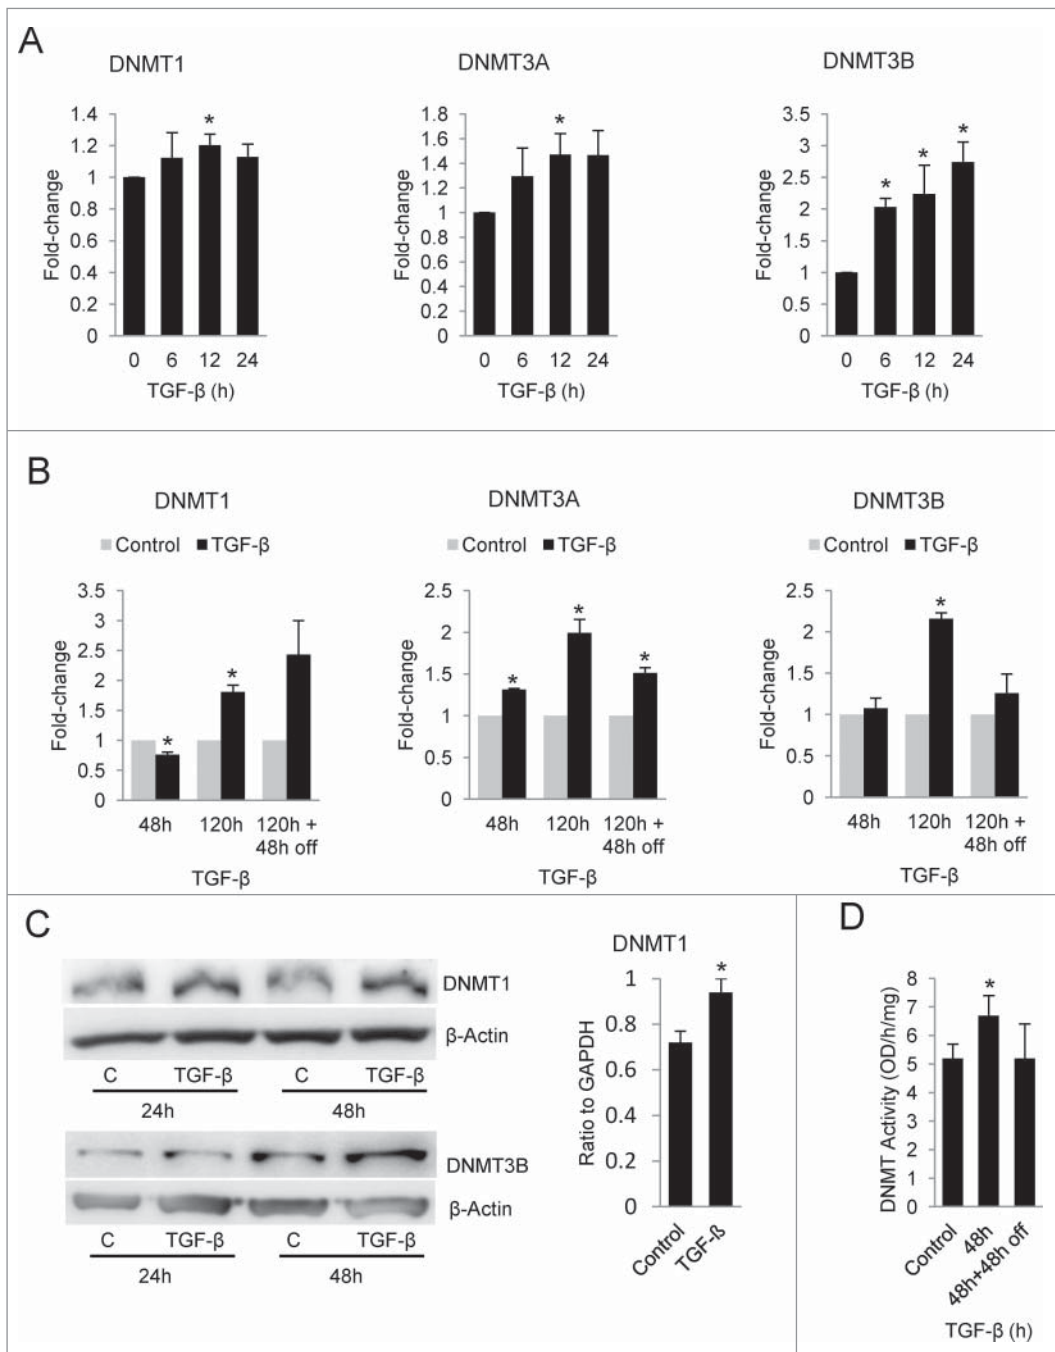 A
DNMT1
DNMT3A
DNMT3B
Fold-change
1.4
1.2
1
0.8
0.6
0.4
0.2
0
*
0
6
12
24
TGF-β (h)
Fold-change
1.8
1.6
1.4
1.2
1
0.8
0.6
0.4
0.2
0
*
0
6
12
24
TGF-β (h)
Fold-change
3.5
3
2.5
2
1.5
1
0.5
0
*
*
*
0
6
12
24
TGF-β (h)
B
DNMT1
Control
TGF-β
Fold-change
3.5
3
2.5
2
1.5
1
0.5
0
*
*
48h
120h
120h +
48h off
TGF-β
DNMT3A
Control
TGF-β
Fold-change
2.5
2
1.5
1
0.5
0
*
*
*
48h
120h
120h +
48h off
TGF-β
DNMT3B
Control
TGF-β
Fold-change
2.5
2
1.5
1
0.5
0
*
48h
120h
120h +
48h off
TGF-β
C
DNMT1
β-Actin
C
TGF-β
C
TGF-β
24h
48h
DNMT3B
β-Actin
C
TGF-β
C
TGF-β
24h
48h
DNMT1
Ratio to GAPDH
1
0.8
0.6
0.4
0.2
0
*
Control
TGF-ß
D
DNMT Activity (OD/h/mg)
8
7
6
5
4
3
2
1
0
*
Control
48h
48h+48h off
TGF-β (h)